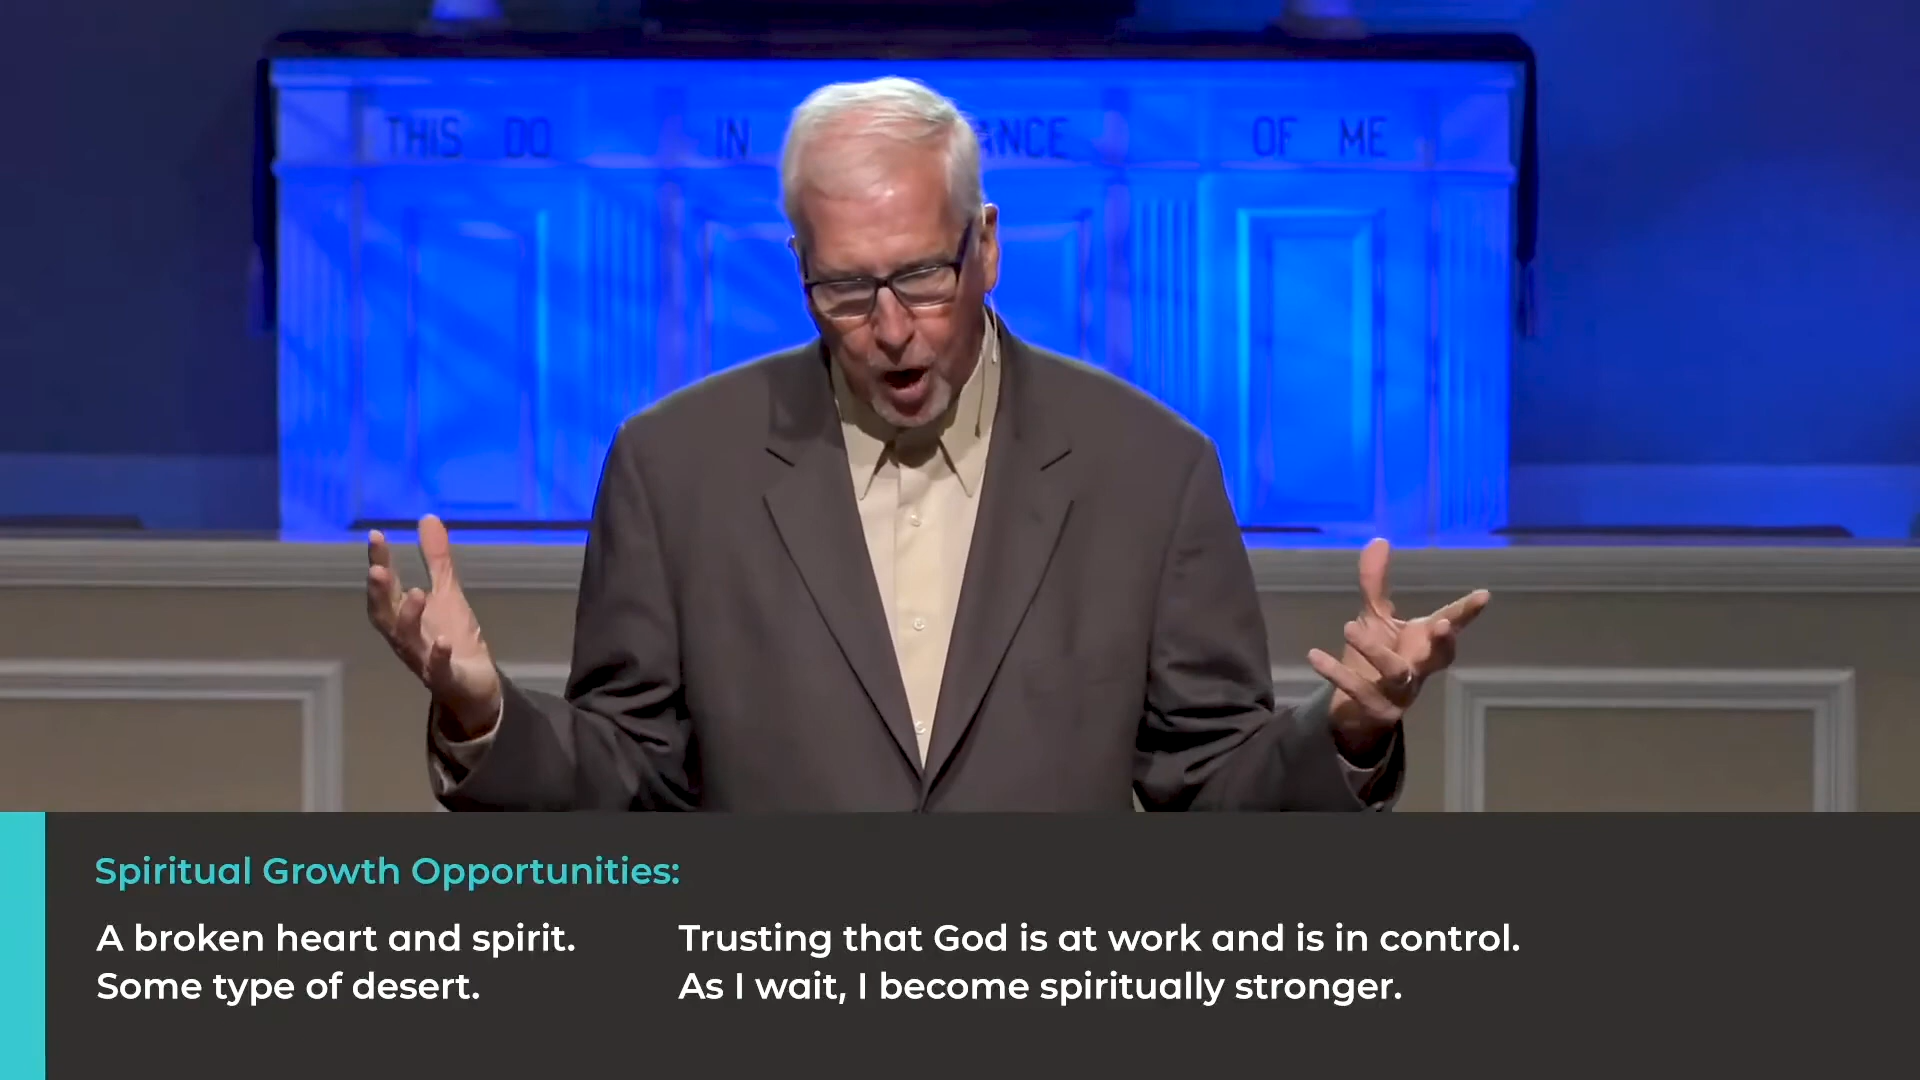 THIS DO IN ANCE OF ME
Spiritual Growth Opportunities:
A broken heart and spirit.
Some type of desert.
Trusting that God is at work and is in control.
As I wait, I become spiritually stronger.